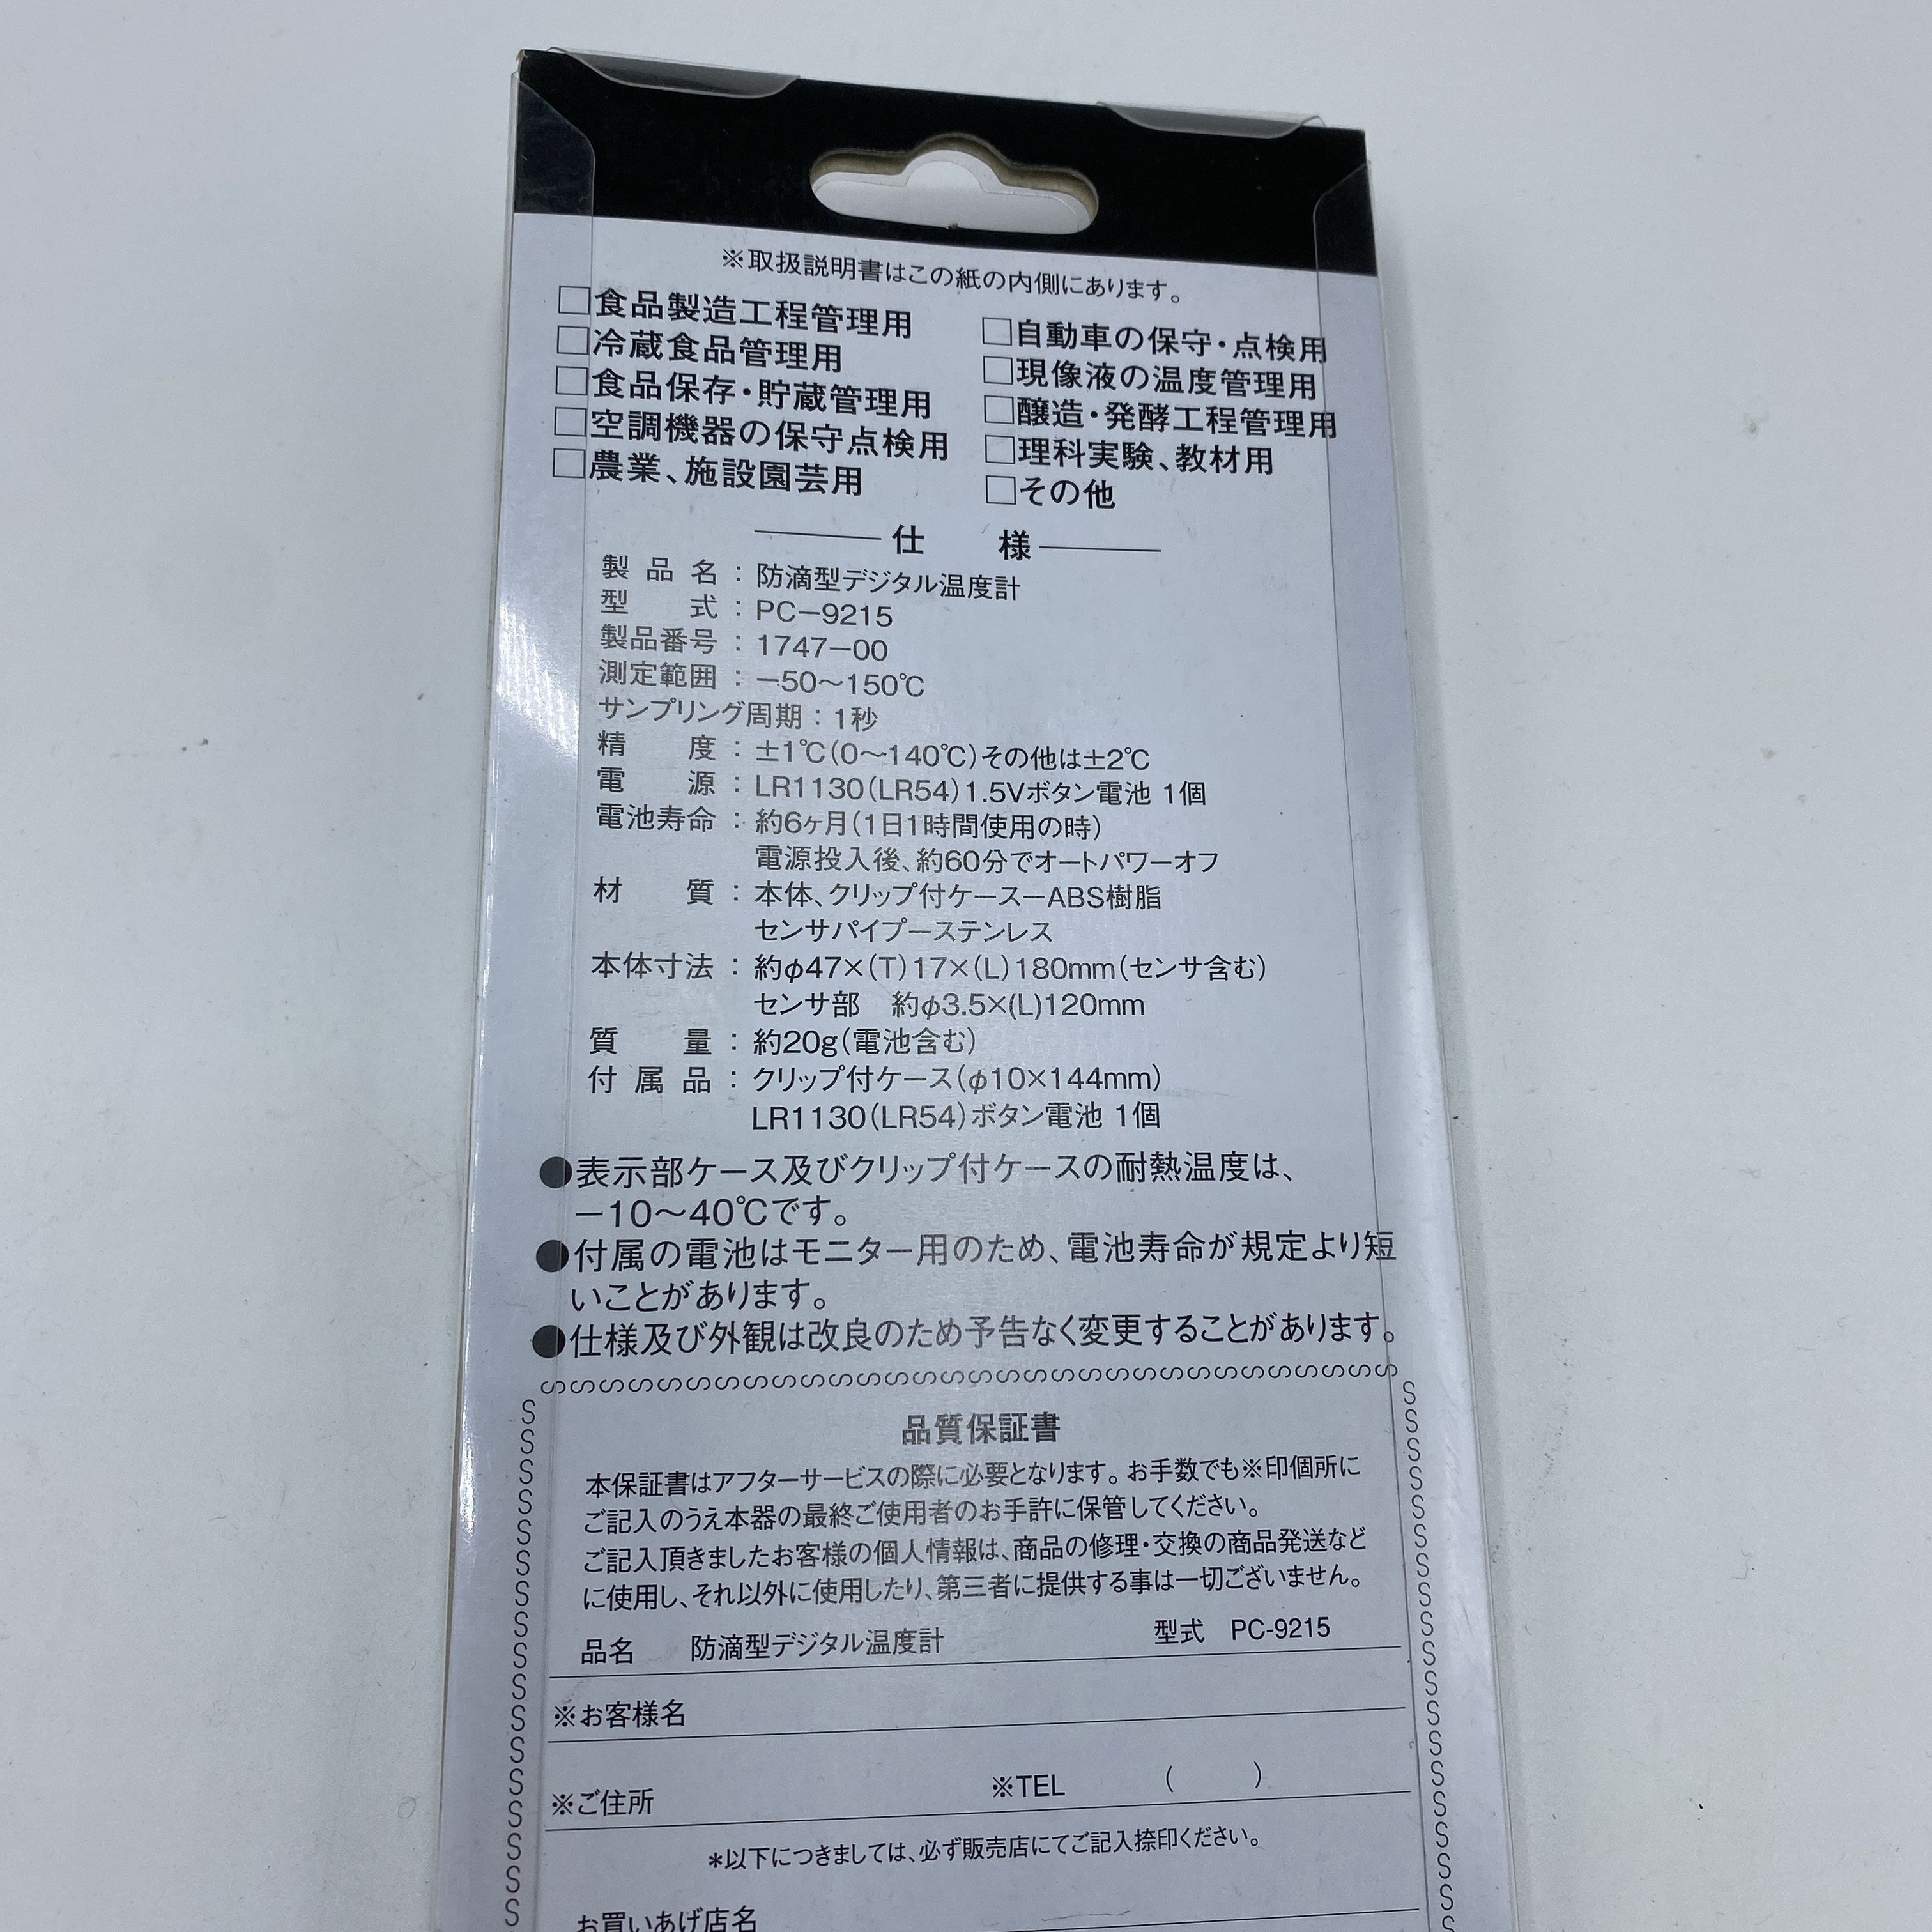 ※取扱説明書はこの紙の内側にあります。
□食品製造工程管理用
□冷蔵食品管理用
□食品保存・貯蔵管理用
□空調機器の保守点検用
□農業、施設園芸用
□自動車の保守・点検用
□現像液の温度管理用
□醸造・発酵工程管理用
□理科実験、教材用
□その他
仕　様
製品名：防滴型デジタル温度計
型　式：PC−9215
製品番号：1747−00
測定範囲：−50〜150℃
サンプリング周期：1秒
精　度：±1℃(0〜140℃)その他は±2℃
電　源：LR1130(LR54)1.5Vボタン電池 1個
電池寿命：約6ヶ月(1日1時間使用の時)
電源投入後、約60分でオートパワーオフ
材　質：本体、クリップ付ケースーABS樹脂
センサパイプーステンレス
本体寸法：約φ47×(T)17×(L)180mm(センサ含む)
センサ部　約φ3.5×(L)120mm
質　量：約20g(電池含む)
付属品：クリップ付ケース(φ10×144mm)
LR1130(LR54)ボタン電池 1個
●表示部ケース及びクリップ付ケースの耐熱温度は、
−10〜40℃です。
●付属の電池はモニター用のため、電池寿命が規定より短
いことがあります。
●仕様及び外観は改良のため予告なく変更することがあります。
品質保証書
本保証書はアフターサービスの際に必要となります。お手数でも※印個所に
ご記入のうえ本器の最終ご使用者のお手許に保管してください。
ご記入頂きましたお客様の個人情報は、商品の修理・交換の商品発送など
に使用し、それ以外に使用したり、第三者に提供する事は一切ございません。
品名　防滴型デジタル温度計　型式　PC-9215
※お客様名
※ご住所　※TEL　(　　)
＊以下につきましては、必ず販売店にてご記入捺印ください。
お買いあげ店名